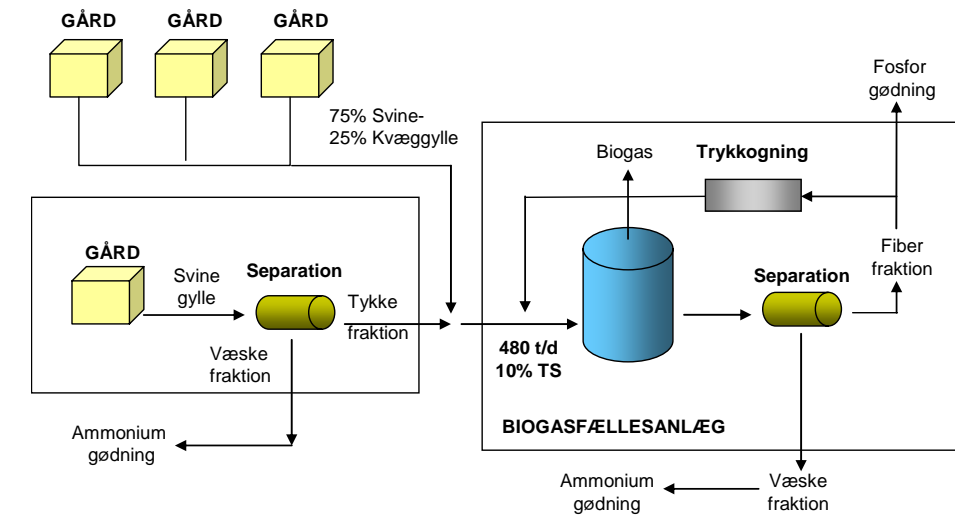 GÅRD
GÅRD
GÅRD
75% Svine-
25% Kvæggylle
Fosfor
gødning
Biogas
Trykkogning
GÅRD
Svine
gylle
Separation
Tykke
fraktion
Væske
fraktion
Ammonium
gødning
480 t/d
10% TS
Separation
Fiber
fraktion
BIOGASFÆLLESANLÆG
Ammonium
gødning
Væske
fraktion